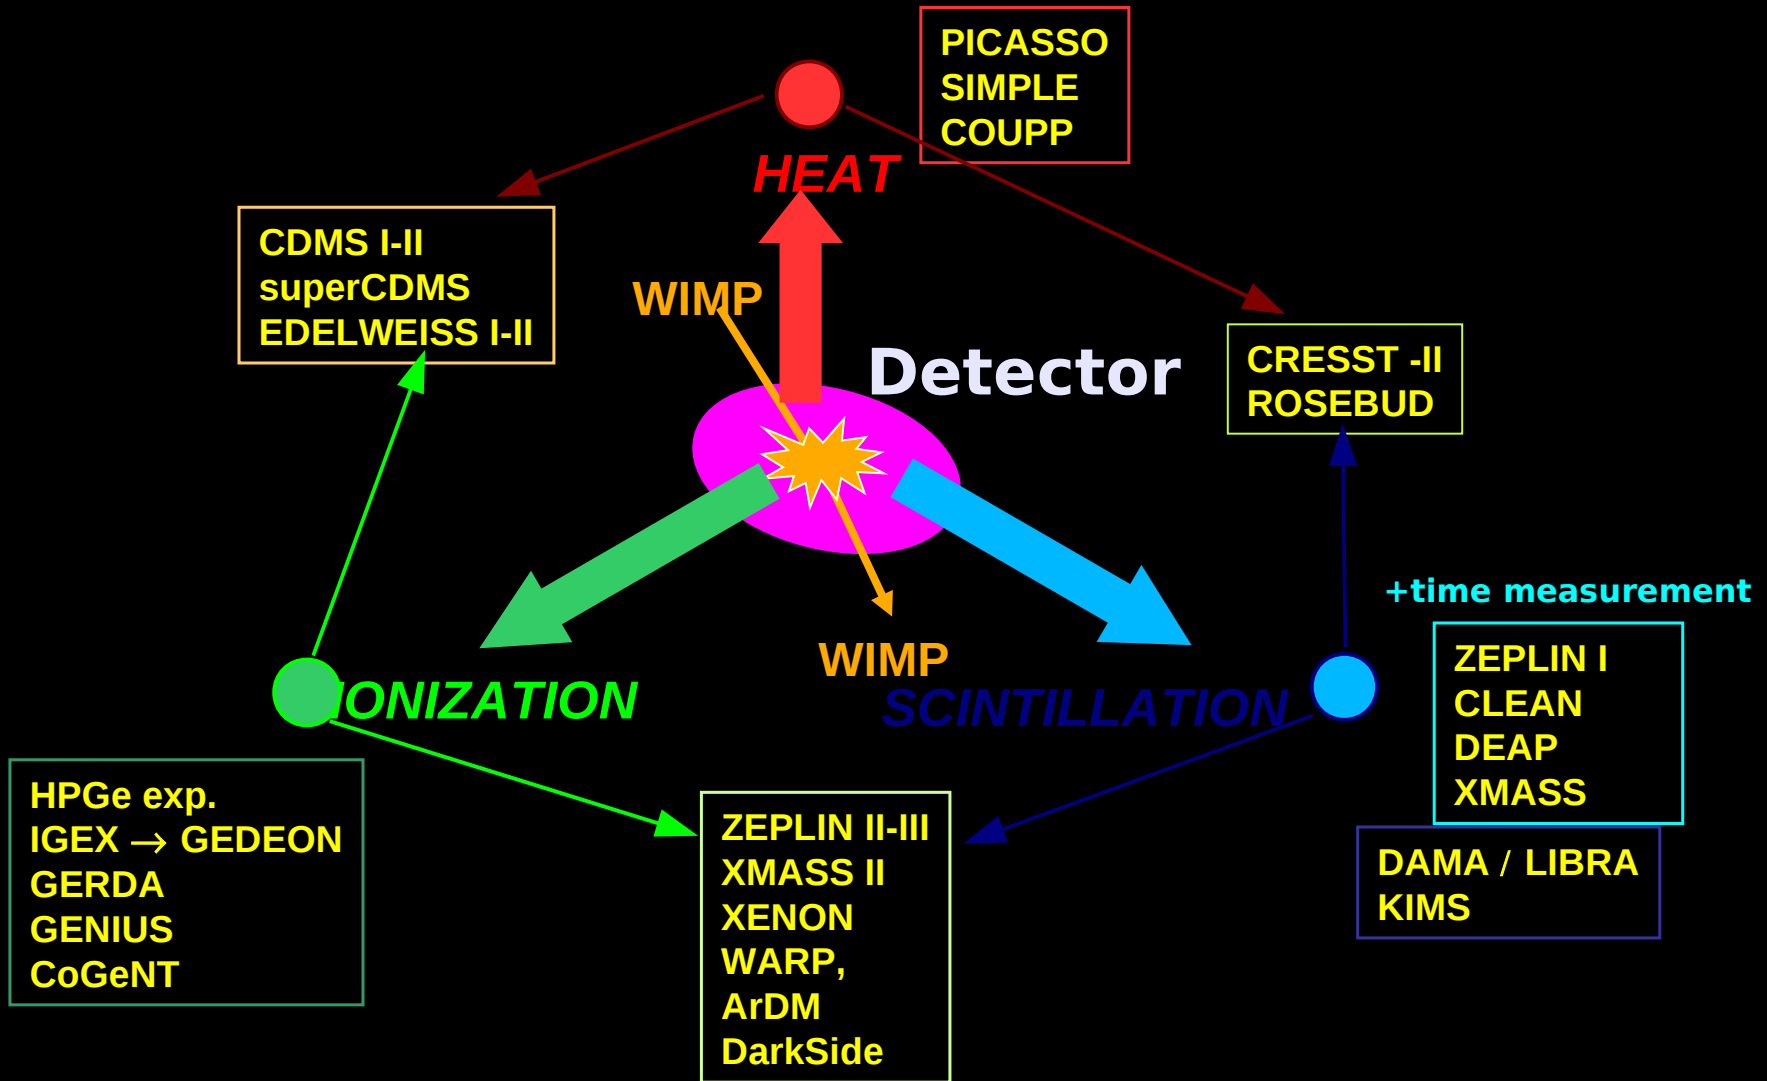 PICASSO
SIMPLE
COUPP
HEAT
CDMS I-II
superCDMS
EDELWEISS I-II
WIMP
Detector
CRESST -II
ROSEBUD
+time measurement
ZEPLIN I
CLEAN
DEAP
XMASS
WIMP
IONIZATION
SCINTILLATION
HPGe exp.
IGEX → GEDEON
GERDA
GENIUS
CoGeNT
ZEPLIN II-III
XMASS II
XENON
WARP,
ArDM
DarkSide
DAMA / LIBRA
KIMS